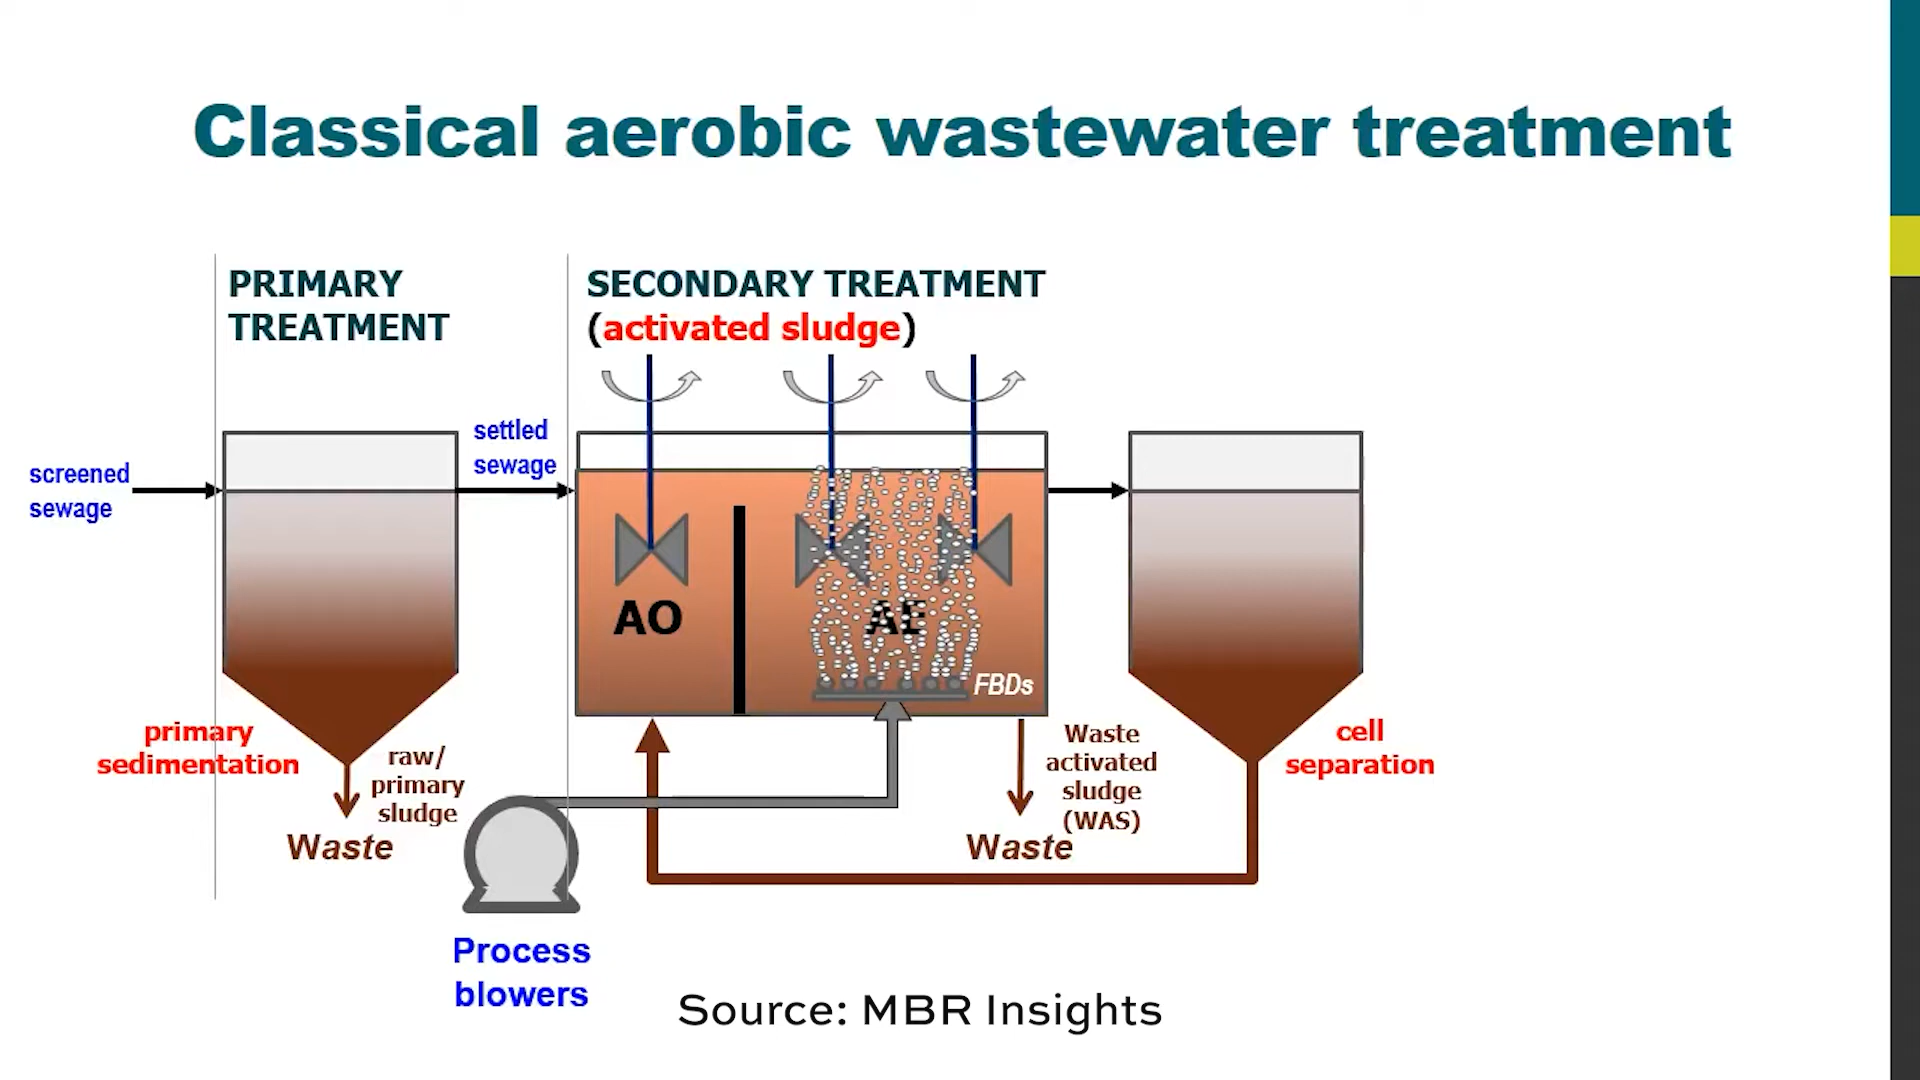 Classical aerobic wastewater treatment
PRIMARY
TREATMENT
SECONDARY TREATMENT
(activated sludge)
screened
sewage
settled
sewage
AO
AE
FBDs
primary
sedimentation
raw/
primary
sludge
Waste
Waste
activated
sludge
(WAS)
Waste
cell
separation
Process
blowers
Source: MBR Insights